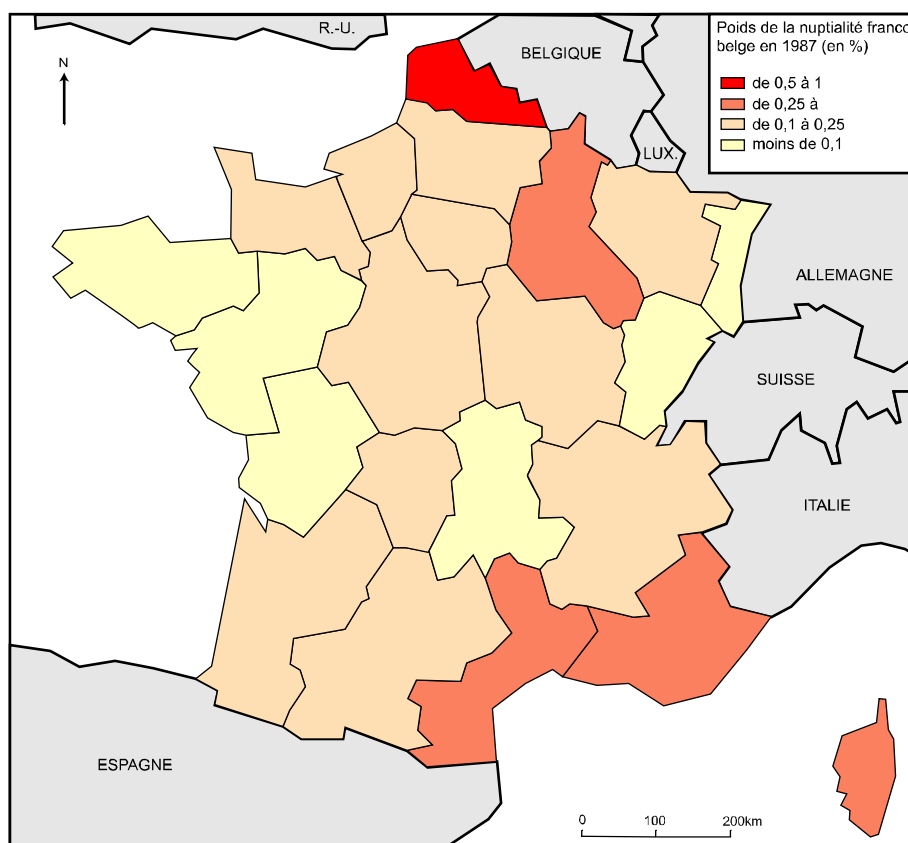 R.-U.
BELGIQUE
Poids de la nuptialité franco
belge en 1987 (en %)
de 0,5 à 1
de 0,25 à
de 0,1 à 0,25
moins de 0,1
N
LUX.
ALLEMAGNE
SUISSE
ITALIE
ESPAGNE
0 100 200km